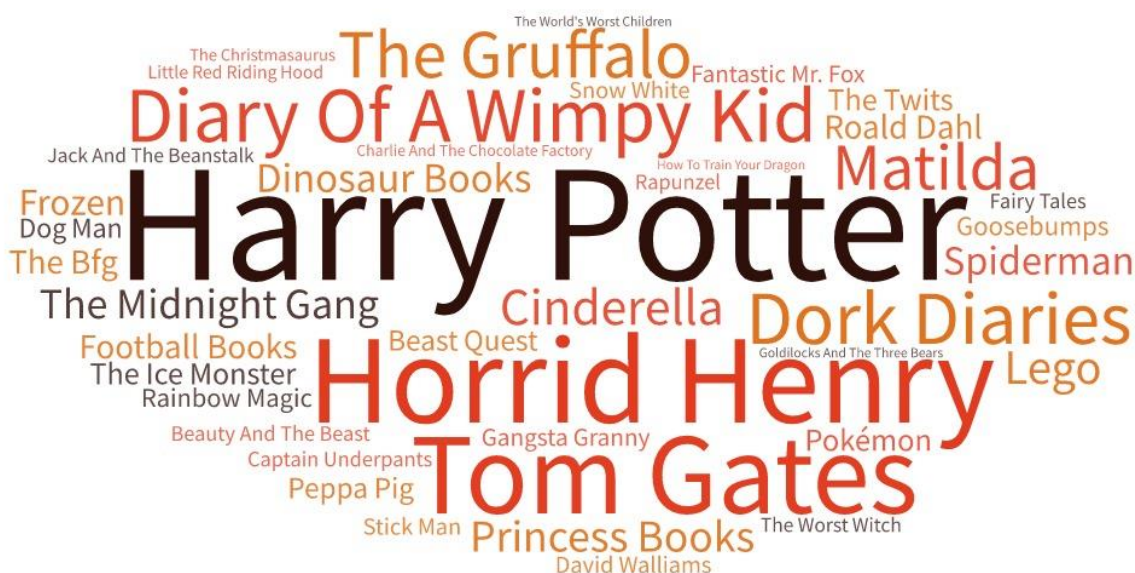 The World's Worst Children
The Gruffalo
The Christmasaurus
Little Red Riding Hood
Fantastic Mr. Fox
Snow White
Diary Of A Wimpy Kid
The Twits
Roald Dahl
Jack And The Beanstalk
Charlie And The Chocolate Factory
How To Train Your Dragon
Matilda
Dinosaur Books
Rapunzel
Harry Potter
Frozen
Fairy Tales
Dog Man
Goosebumps
The Bfg
Spiderman
The Midnight Gang
Cinderella
Dork Diaries
Football Books
Beast Quest
Goldilocks And The Three Bears
The Ice Monster
Horrid Henry
Lego
Rainbow Magic
Beauty And The Beast
Gangsta Granny
Pokémon
Captain Underpants
Tom Gates
Peppa Pig
Stick Man
Princess Books
The Worst Witch
David Walliams